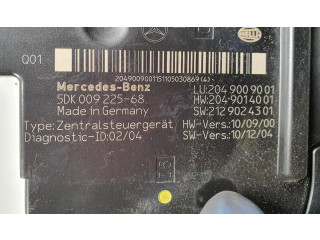 Q01
2049009001151105030869(4)
Mercedes-Benz
5DK 009 225-68
Made in Germany
Type: Zentralsteuergerät
Diagnostic-ID:02/04
LU:204 900 90 01
HW:204 901 40 01
SW:212 902 43 01
HW-Vers.: 10/09/00
SW-Vers.: 10/12/04